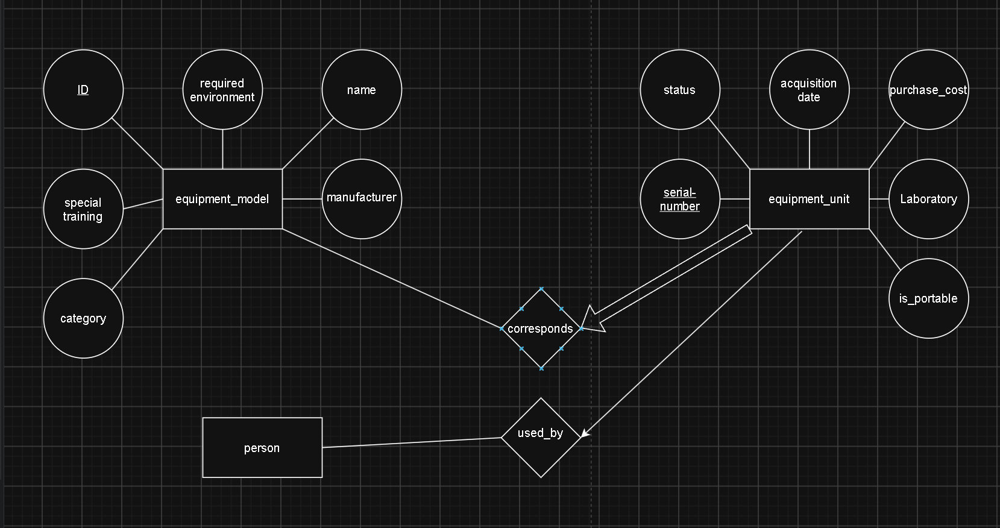 ID
required
environment
name
status
acquisition
date
purchase_cost
special
training
equipment_model
manufacturer
serial-
number
equipment_unit
Laboratory
category
corresponds
is_portable
person
used_by